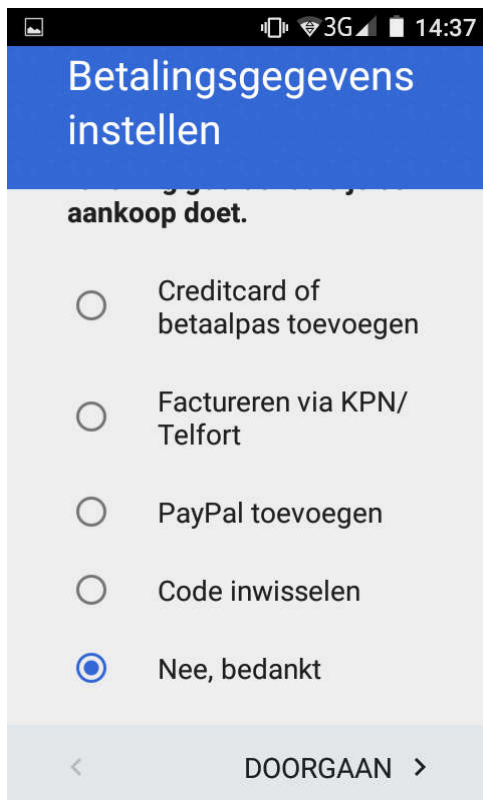 3G 14:37
Betalingsgegevens
instellen
aankoop doet.
Creditcard of
betaalpas toevoegen
Factureren via KPN/
Telfort
PayPal toevoegen
Code inwisselen
Nee, bedankt
DOORGAAN